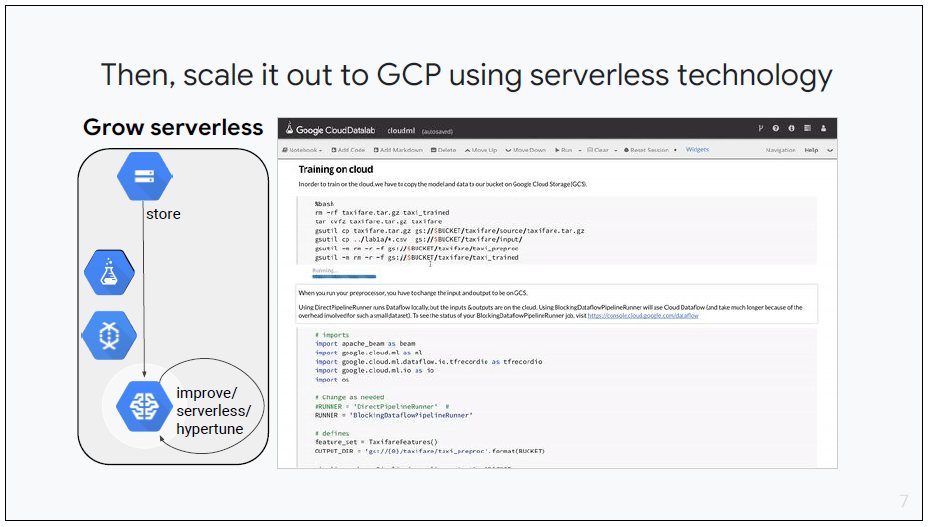 Then, scale it out to GCP using serverless technology
Grow serverless
store
improve/
serverless/
hypertune
Google Cloud Datalab cloudml (autosaved)
Notebook Add Code Add Markdown Delete Move Up Move Down Run Clear Reset Session Widgets Navigation Help
Training on cloud
In order to train on the cloud, we have to copy the model and data to our bucket on Google Cloud Storage(GCS).
%bash
rm -rf taxifare.tar.gz taxi_trained
tar cvfz taxifare.tar.gz taxifare
gsutil cp taxifare.tar.gz gs://$BUCKET/taxifare/source/taxifare.tar.gz
gsutil cp ../lab1a/*.csv gs://$BUCKET/taxifare/input/
gsutil -m rm -r -f gs://$BUCKET/taxifare/taxi_preproc
gsutil -m rm -r -f gs://$BUCKET/taxifare/taxi_trained
Running...
When you run your preprocessor, you have to change the input and output to be on GCS.
Using DirectPipelineRunner runs Dataflow locally, but the inputs & outputs are on the cloud. Using BlockingDataflowPipelineRunner will use Cloud Dataflow (and take much longer because of the
overhead involved for such a small dataset). To see the status of your BlockingDataflowPipelineRunner job, visit https://console.cloud.google.com/dataflow
# imports
import apache_beam as beam
import google.cloud.ml as ml
import google.cloud.ml.dataflow.io.tfrecordio as tfrecordio
import google.cloud.ml.io as io
import os
# Change as needed
#RUNNER = 'DirectPipelineRunner' #
RUNNER = 'BlockingDataflowPipelineRunner'
# defines
feature_set = TaxifareFeatures()
OUTPUT_DIR = 'gs://{0}/taxifare/taxi_preproc'.format(BUCKET)
7